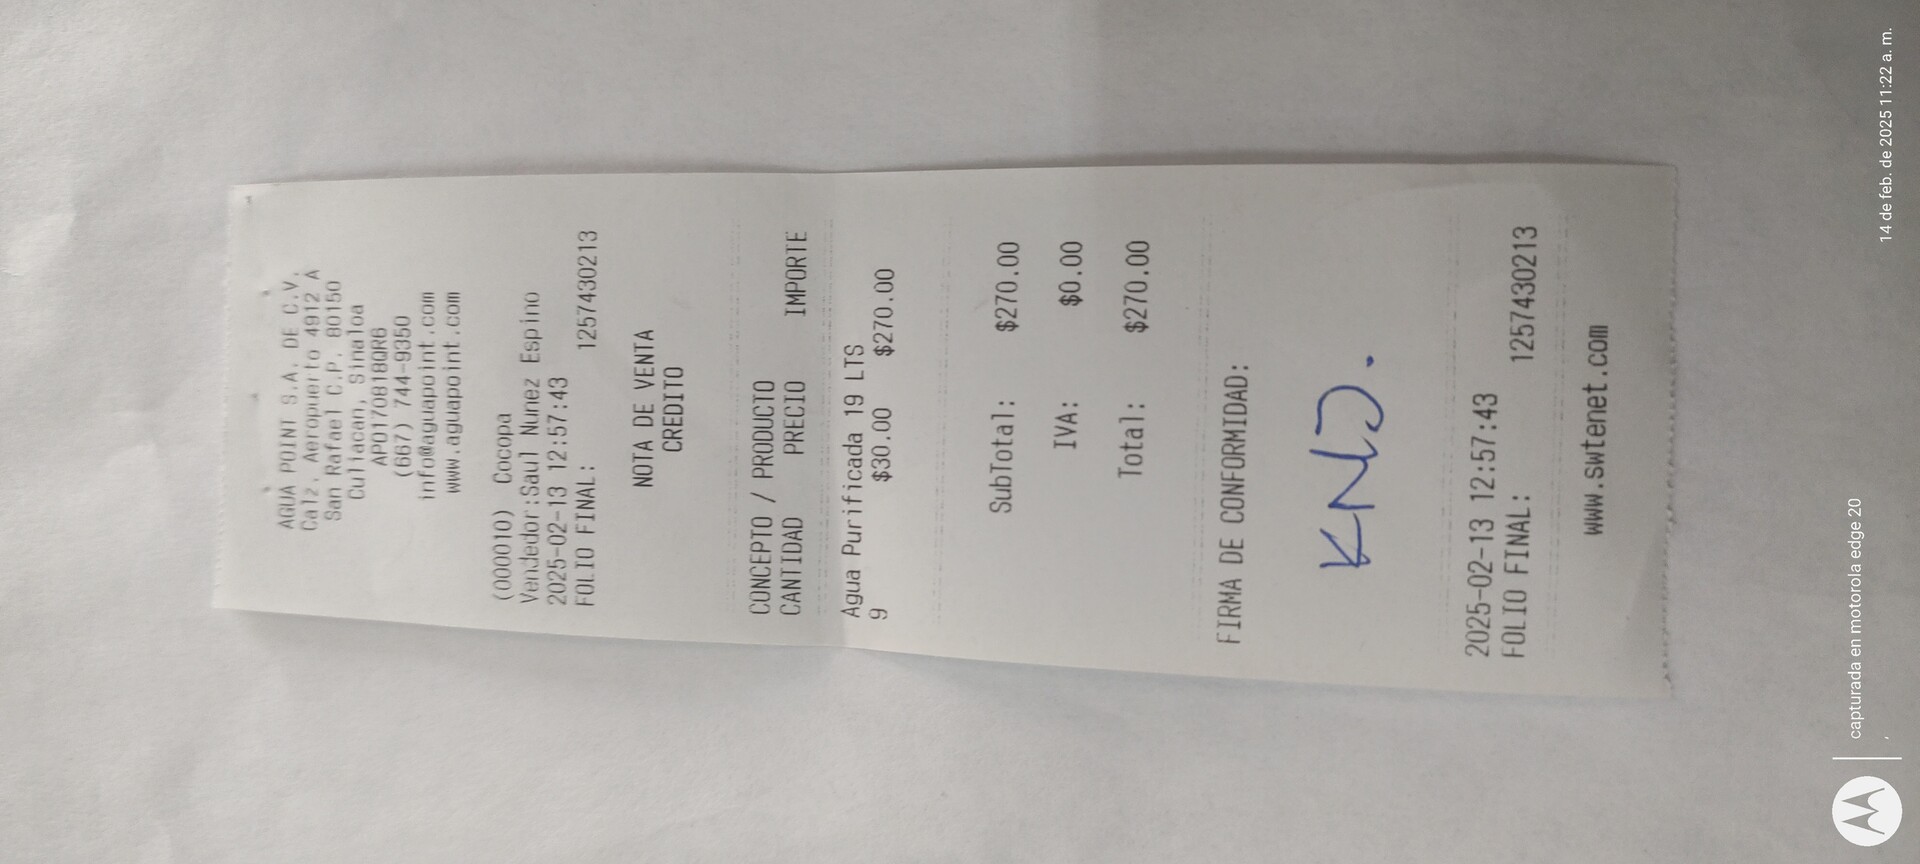 AGUA POINT S.A. DE C.V.
Calz. Aeropuerto 4912 A
San Rafael C.P. 80150
Culiacan, Sinaloa
APO170818QR6
(667) 744-9350
info@aguapoint.com
www.aguapoint.com
(000010) Cocopa
Vendedor:Saul Nunez Espino
2025-02-13 12:57:43
FOLIO FINAL: 1257430213
NOTA DE VENTA
CREDITO
CONCEPTO / PRODUCTO
CANTIDAD PRECIO IMPORTE
Agua Purificada 19 LTS
9 $30.00 $270.00
SubTotal: $270.00
IVA: $0.00
Total: $270.00
FIRMA DE CONFORMIDAD:
KND.
2025-02-13 12:57:43
FOLIO FINAL: 1257430213
www.swtenet.com
capturada en motorola edge 20
, 14 de feb. de 2025 11:22 a. m.